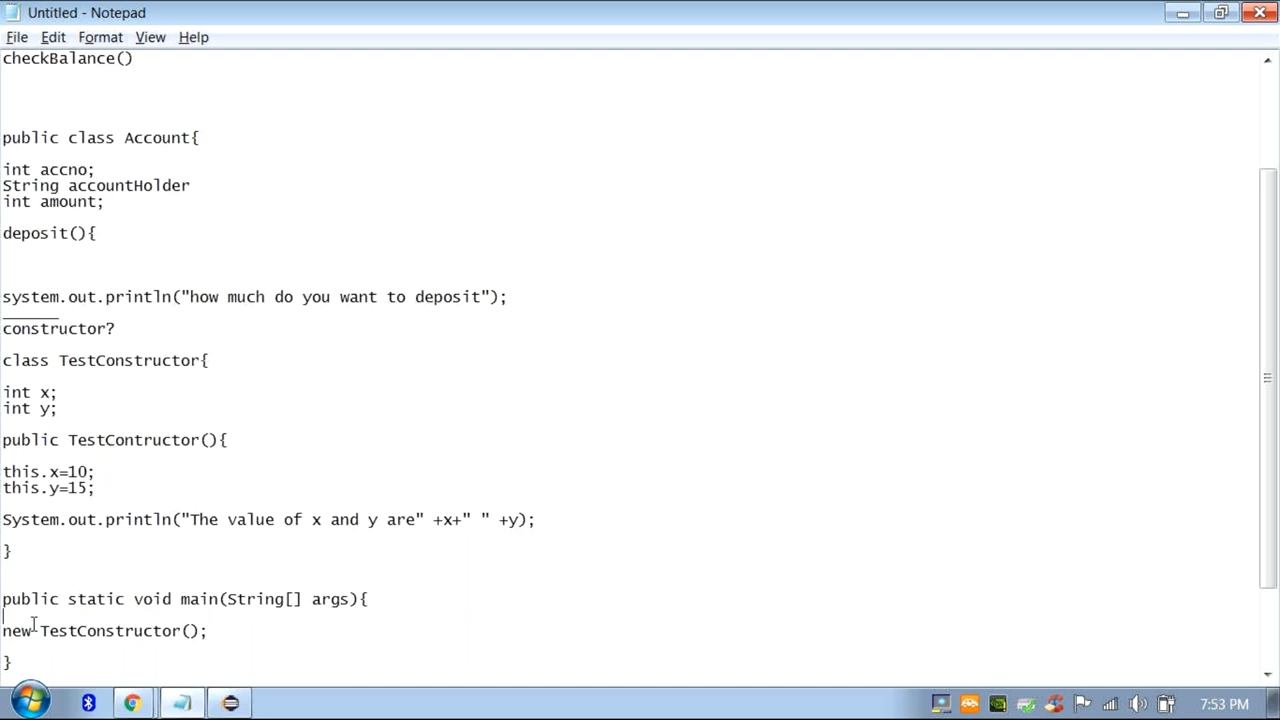 Untitled - Notepad
File Edit Format View Help
checkBalance()
public class Account{
int accno;
String accountHolder
int amount;
deposit(){
system.out.println("how much do you want to deposit");
______
constructor?
class TestConstructor{
int x;
int y;
public TestContructor(){
this.x=10;
this.y=15;
System.out.println("The value of x and y are" +x+" " +y);
}
public static void main(String[] args){
new TestConstructor();
}
7:53 PM